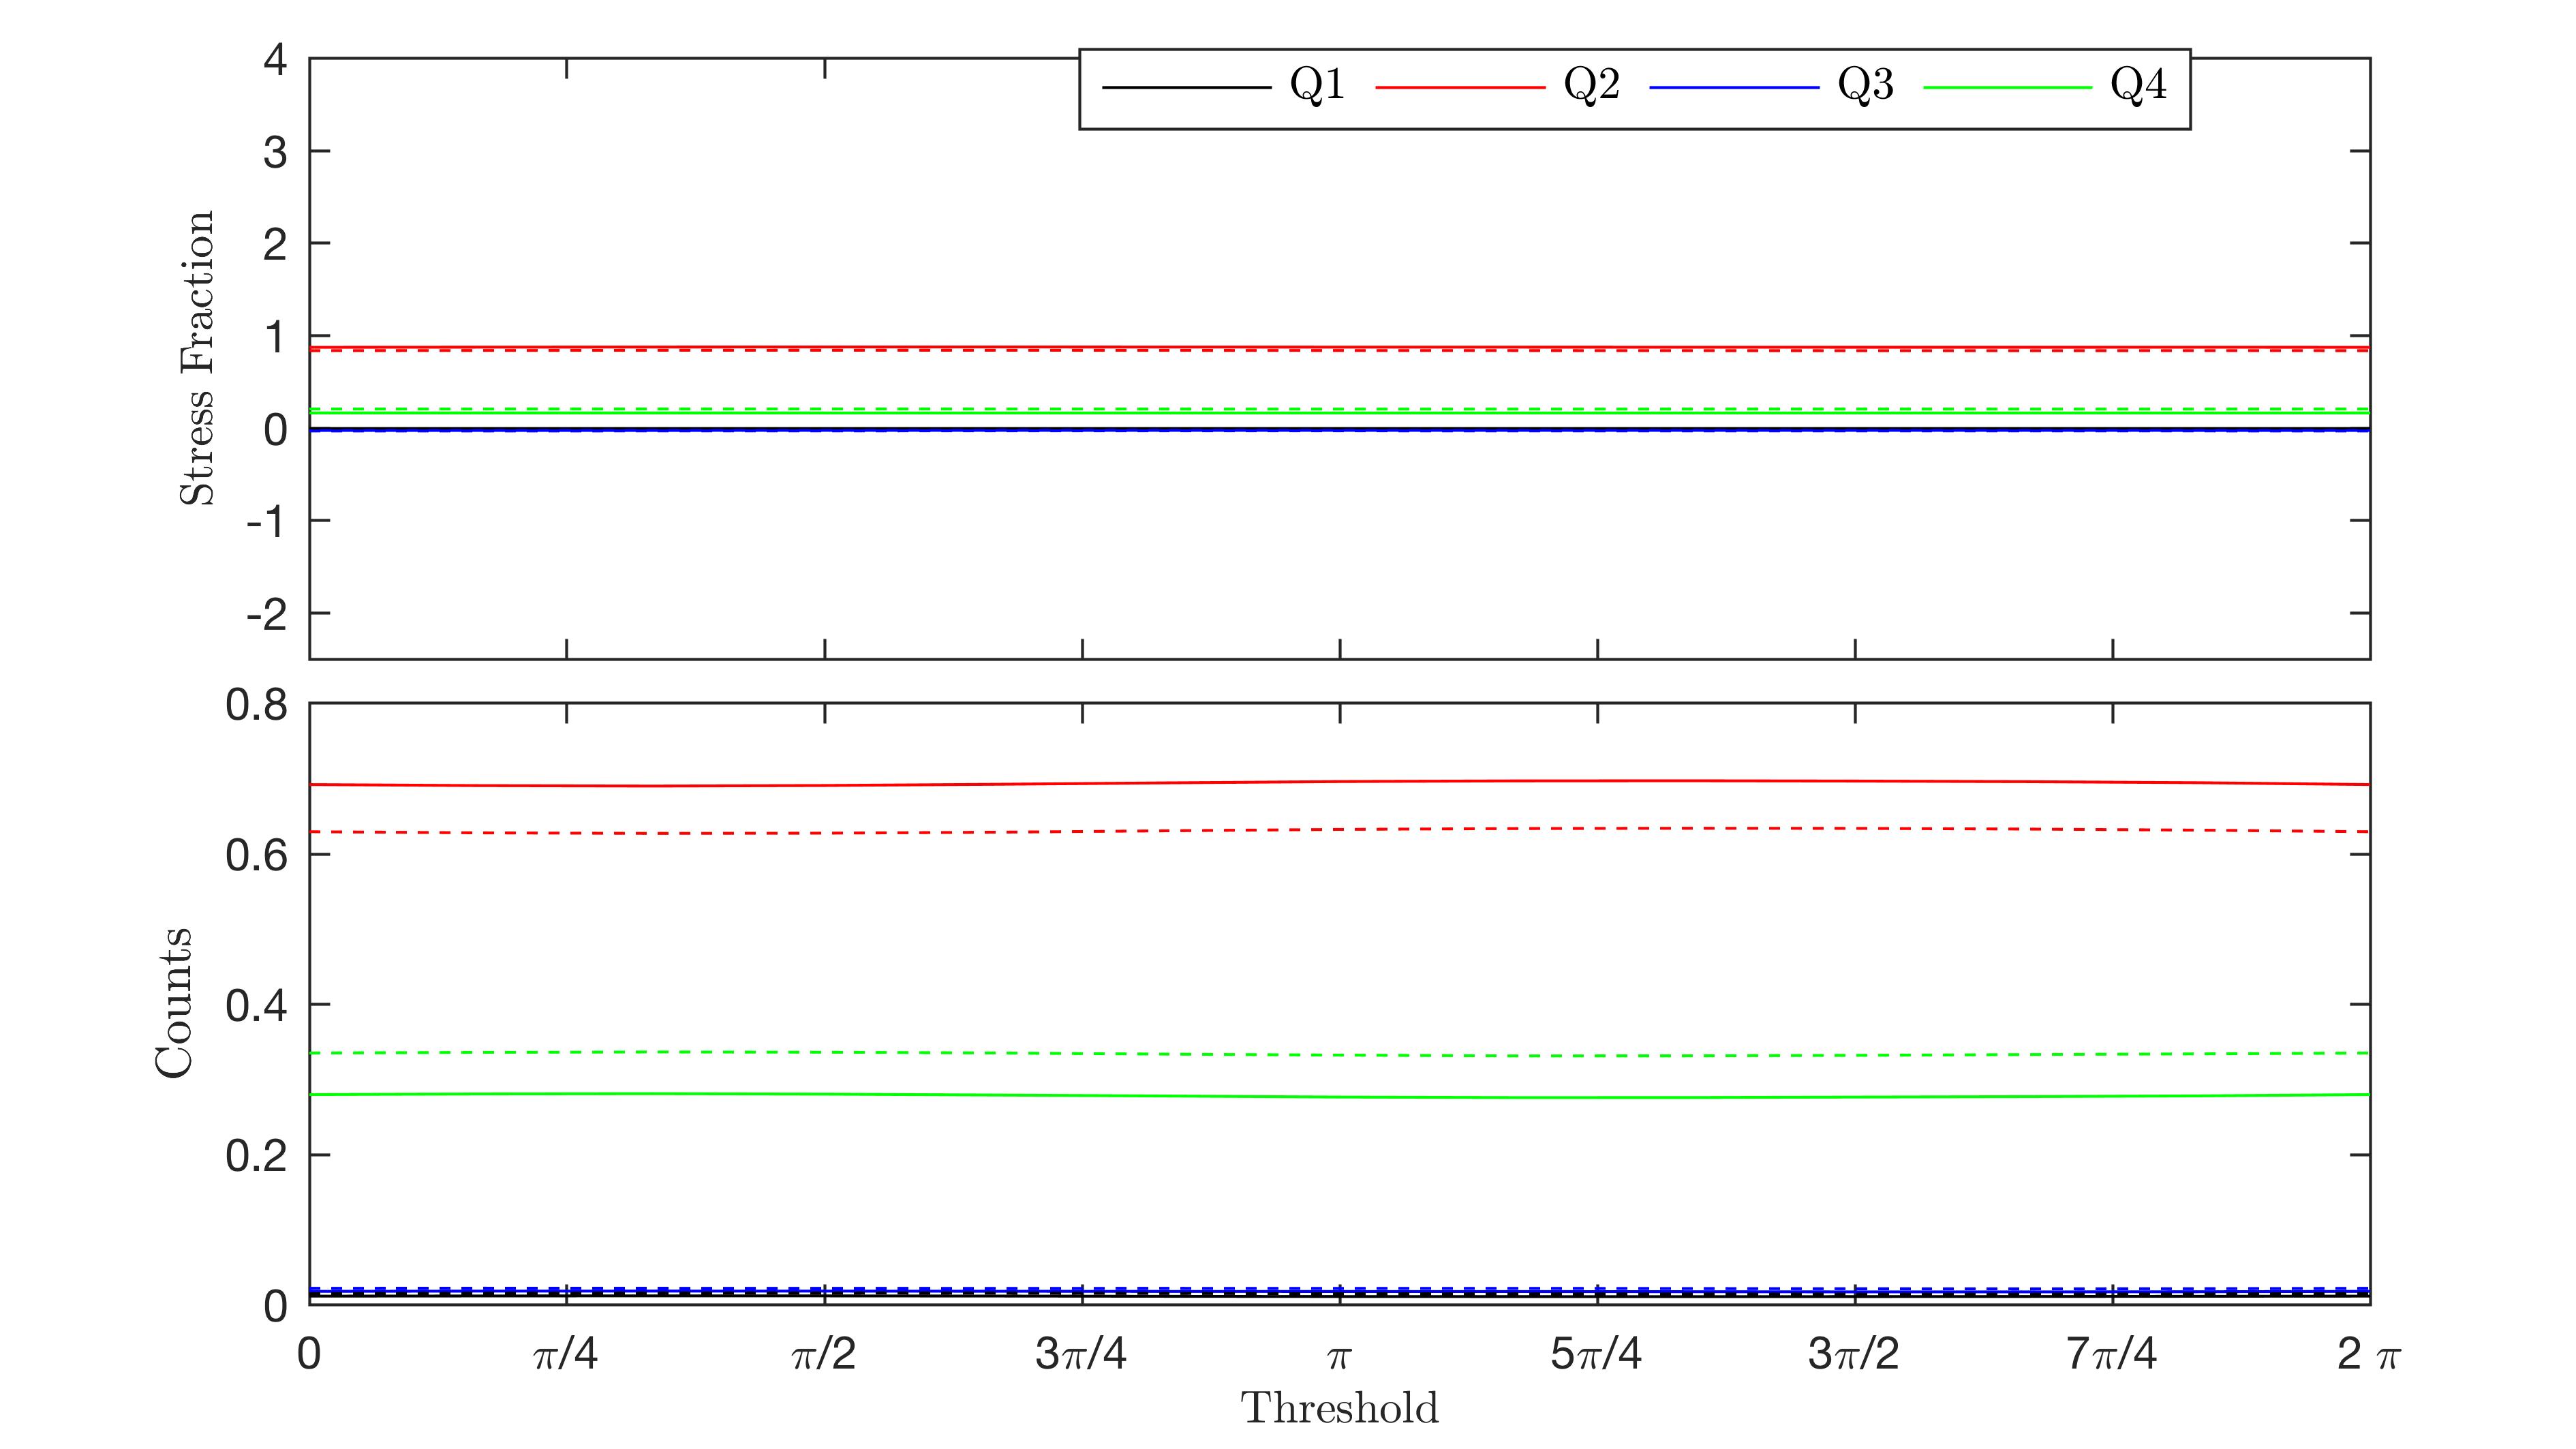 4
3
2
1
0
-1
-2
Stress Fraction
Q1 Q2 Q3 Q4
0.8
0.6
0.4
0.2
0
Counts
0 π/4 π/2 3π/4 π 5π/4 3π/2 7π/4 2 π
Threshold